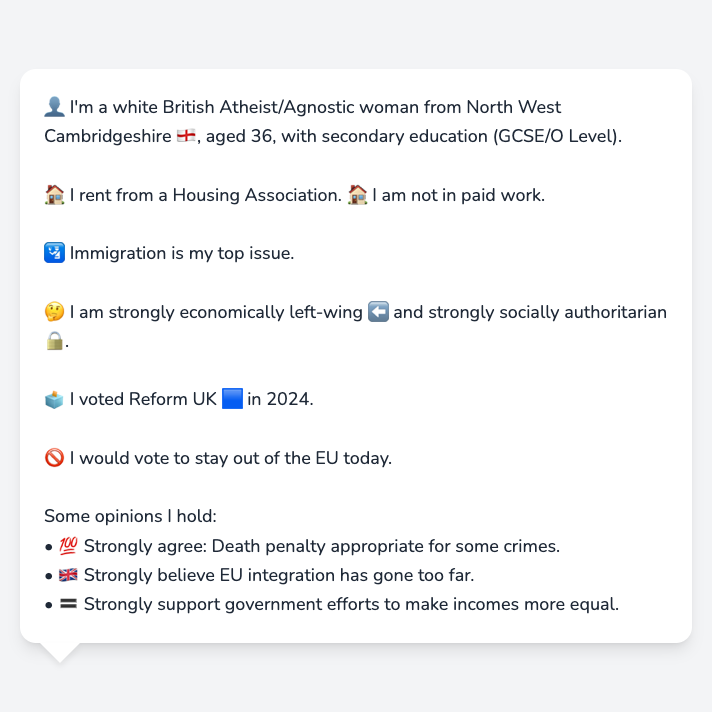 👤 I'm a white British Atheist/Agnostic woman from North West
Cambridgeshire 🏴󠁧󠁢󠁥󠁮󠁧󠁿, aged 36, with secondary education (GCSE/O Level).
🏠 I rent from a Housing Association. 🏠 I am not in paid work.
🛂 Immigration is my top issue.
🤔 I am strongly economically left-wing ⬅️ and strongly socially authoritarian
🔒.
🗳️ I voted Reform UK 🟦 in 2024.
🚫 I would vote to stay out of the EU today.
Some opinions I hold:
• 💯 Strongly agree: Death penalty appropriate for some crimes.
• 🇬🇧 Strongly believe EU integration has gone too far.
• 🟰 Strongly support government efforts to make incomes more equal.